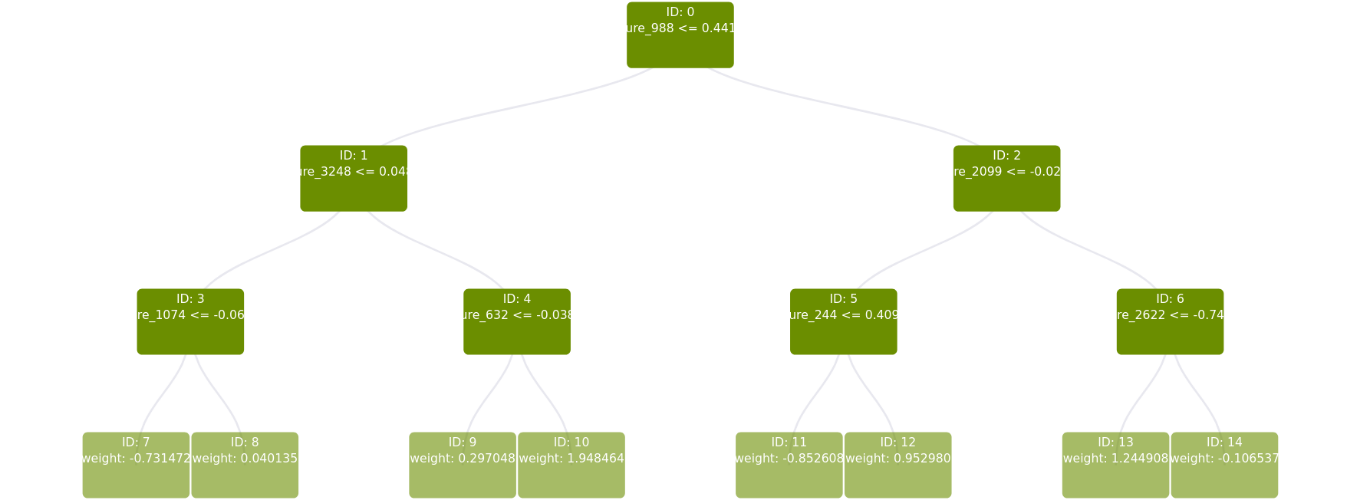 ID: 0
ure_988 <= 0.441
ID: 1
ure_3248 <= 0.048
ID: 2
re_2099 <= -0.02
ID: 3
re_1074 <= -0.06
ID: 4
ure_632 <= -0.038
ID: 5
ure_244 <= 0.409
ID: 6
re_2622 <= -0.74
ID: 7
weight: -0.731472
ID: 8
weight: 0.040135
ID: 9
weight: 0.297048
ID: 10
weight: 1.948464
ID: 11
weight: -0.852608
ID: 12
weight: 0.952980
ID: 13
weight: 1.244908
ID: 14
weight: -0.106537